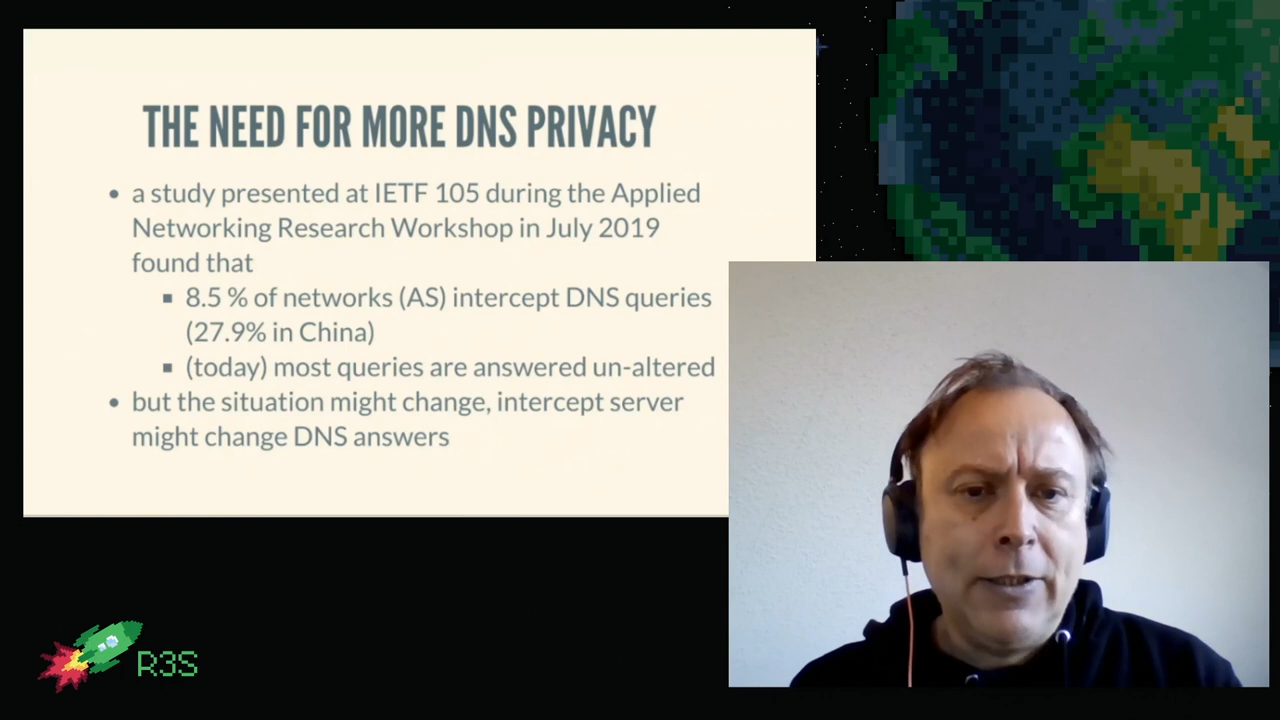 THE NEED FOR MORE DNS PRIVACY
• a study presented at IETF 105 during the Applied
Networking Research Workshop in July 2019
found that
▪ 8.5 % of networks (AS) intercept DNS queries
(27.9% in China)
▪ (today) most queries are answered un-altered
• but the situation might change, intercept server
might change DNS answers
R3S